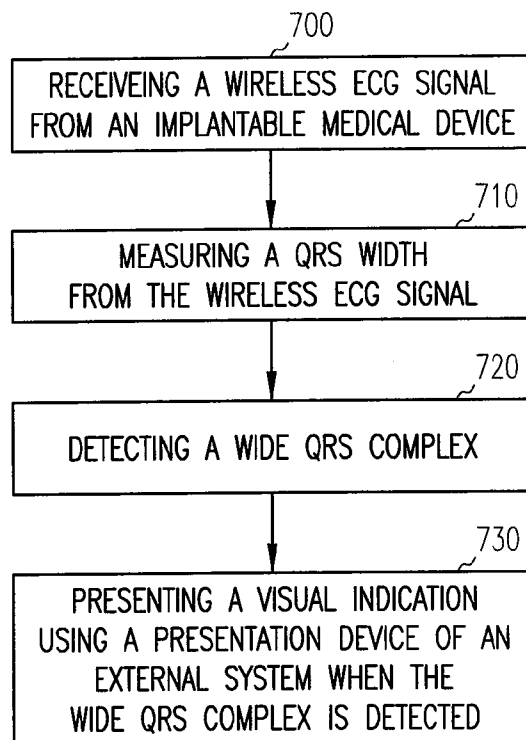 700
RECEIVEING A WIRELESS ECG SIGNAL
FROM AN IMPLANTABLE MEDICAL DEVICE
710
MEASURING A QRS WIDTH
FROM THE WIRELESS ECG SIGNAL
720
DETECTING A WIDE QRS COMPLEX
730
PRESENTING A VISUAL INDICATION
USING A PRESENTATION DEVICE OF AN
EXTERNAL SYSTEM WHEN THE
WIDE QRS COMPLEX IS DETECTED